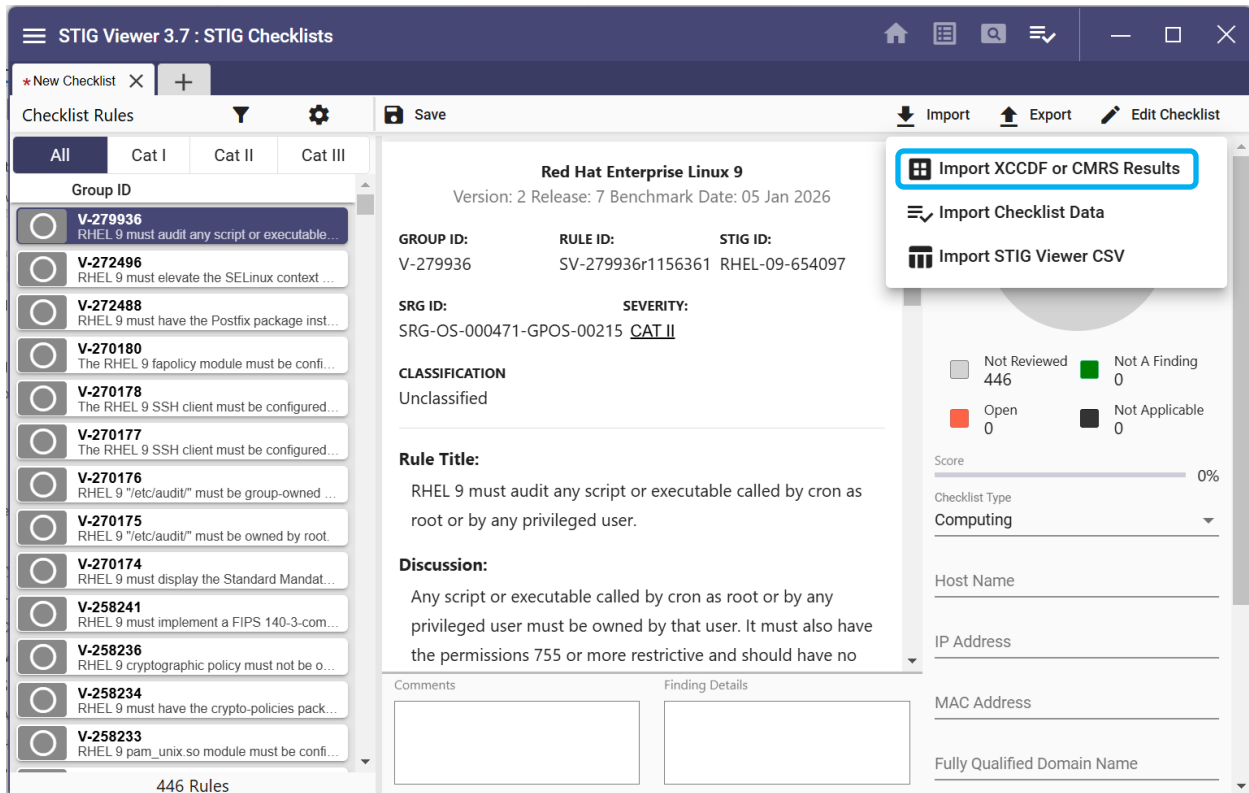 STIG Viewer 3.7 : STIG Checklists
*New Checklist
Checklist Rules
Save
Import
Export
Edit Checklist
All
Cat I
Cat II
Cat III
Group ID
V-279936
RHEL 9 must audit any script or executable...
V-272496
RHEL 9 must elevate the SELinux context ...
V-272488
RHEL 9 must have the Postfix package inst...
V-270180
The RHEL 9 fapolicy module must be confi...
V-270178
The RHEL 9 SSH client must be configured...
V-270177
The RHEL 9 SSH client must be configured...
V-270176
RHEL 9 "/etc/audit/" must be group-owned ...
V-270175
RHEL 9 "/etc/audit/" must be owned by root.
V-270174
RHEL 9 must display the Standard Mandat...
V-258241
RHEL 9 must implement a FIPS 140-3-com...
V-258236
RHEL 9 cryptographic policy must not be o...
V-258234
RHEL 9 must have the crypto-policies pack...
V-258233
RHEL 9 pam_unix.so module must be confi...
446 Rules
Red Hat Enterprise Linux 9
Version: 2 Release: 7 Benchmark Date: 05 Jan 2026
GROUP ID: RULE ID: STIG ID:
V-279936 SV-279936r1156361 RHEL-09-654097
SRG ID: SEVERITY:
SRG-OS-000471-GPOS-00215 CAT II
CLASSIFICATION
Unclassified
Rule Title:
RHEL 9 must audit any script or executable called by cron as
root or by any privileged user.
Discussion:
Any script or executable called by cron as root or by any
privileged user must be owned by that user. It must also have
the permissions 755 or more restrictive and should have no
Comments
Finding Details
Import XCCDF or CMRS Results
Import Checklist Data
Import STIG Viewer CSV
Not Reviewed
446
Not A Finding
0
Open
0
Not Applicable
0
Score
0%
Checklist Type
Computing
Host Name
IP Address
MAC Address
Fully Qualified Domain Name